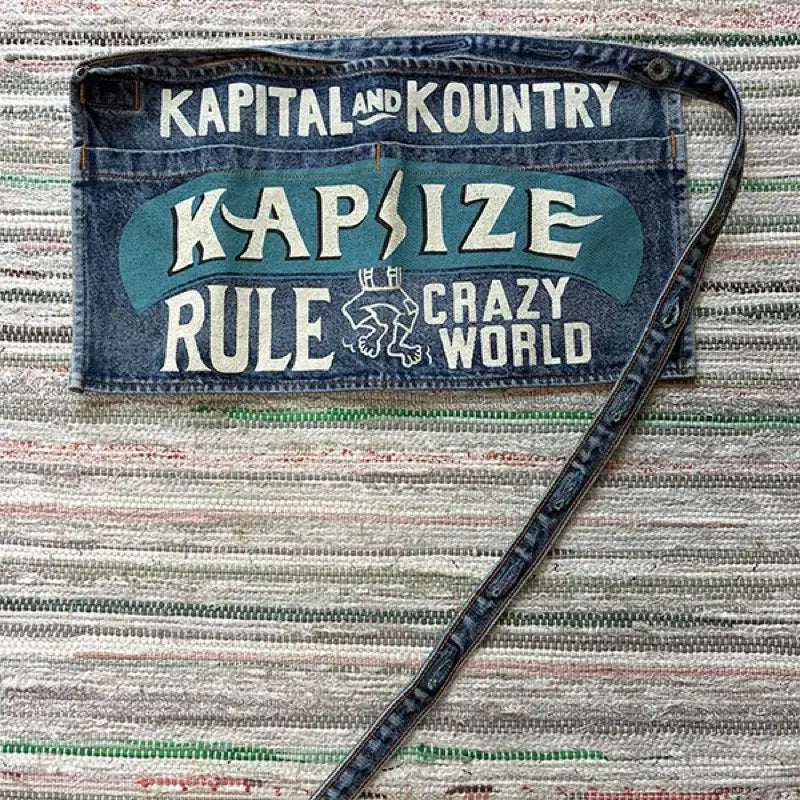 KAPITAL AND KOUNTRY
KAPSIZE
RULE CRAZY
WORLD